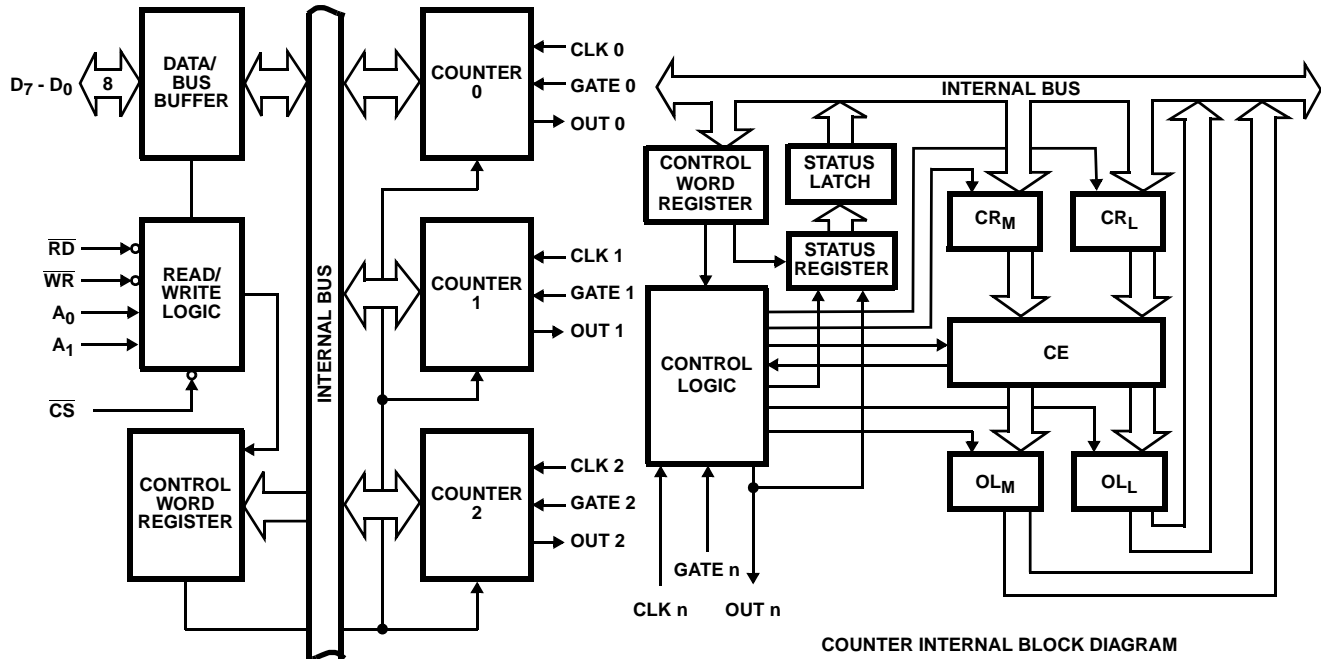 D7 - D0
8
DATA/
BUS
BUFFER
INTERNAL BUS
COUNTER
0
CLK 0
GATE 0
OUT 0
RD
WR
A0
A1
CS
READ/
WRITE
LOGIC
COUNTER
1
CLK 1
GATE 1
OUT 1
CONTROL
WORD
REGISTER
COUNTER
2
CLK 2
GATE 2
OUT 2
INTERNAL BUS
CONTROL
WORD
REGISTER
STATUS
LATCH
STATUS
REGISTER
CRM
CRL
CONTROL
LOGIC
CE
OLM
OLL
GATE n
CLK n
OUT n
COUNTER INTERNAL BLOCK DIAGRAM